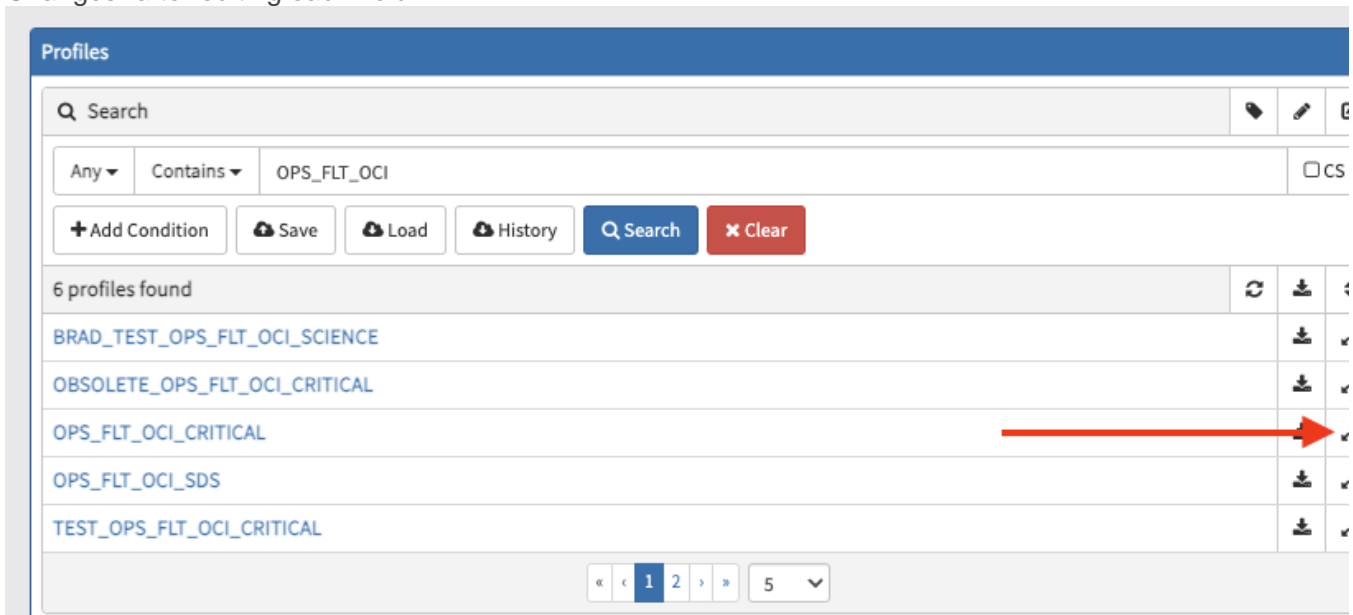 Profiles
Search
Any Contains OPS_FLT_OCI CS
Add Condition Save Load History Search Clear
6 profiles found
BRAD_TEST_OPS_FLT_OCI_SCIENCE
OBSOLETE_OPS_FLT_OCI_CRITICAL
OPS_FLT_OCI_CRITICAL
OPS_FLT_OCI_SDS
TEST_OPS_FLT_OCI_CRITICAL
« ‹ 1 2 › » 5